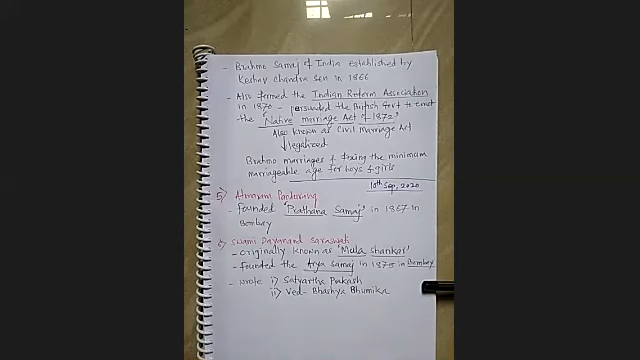 - Brahmo Samaj of India established by
Keshav Chandra Sen in 1866
- Also formed the Indian Reform Association
in 1870 - persuaded the British Govt to enact
the "Native marriage Act of 1872"
Also known as Civil Marriage Act
↓ legalized
Brahmo marriages & fixing the minimum
marriageable age for boys & girls
10th Sep, 2020
5) Atmaram Pandurang
- Founded 'Prathana Samaj' in 1867 in
Bombay
6) Swami Dayanand Saraswati
- Originally known as 'Mula Shankar'
- founded the Arya Samaj in 1875 in Bombay
- Wrote i) Satyartha Prakash
ii) Ved-Bhashya Bhumika